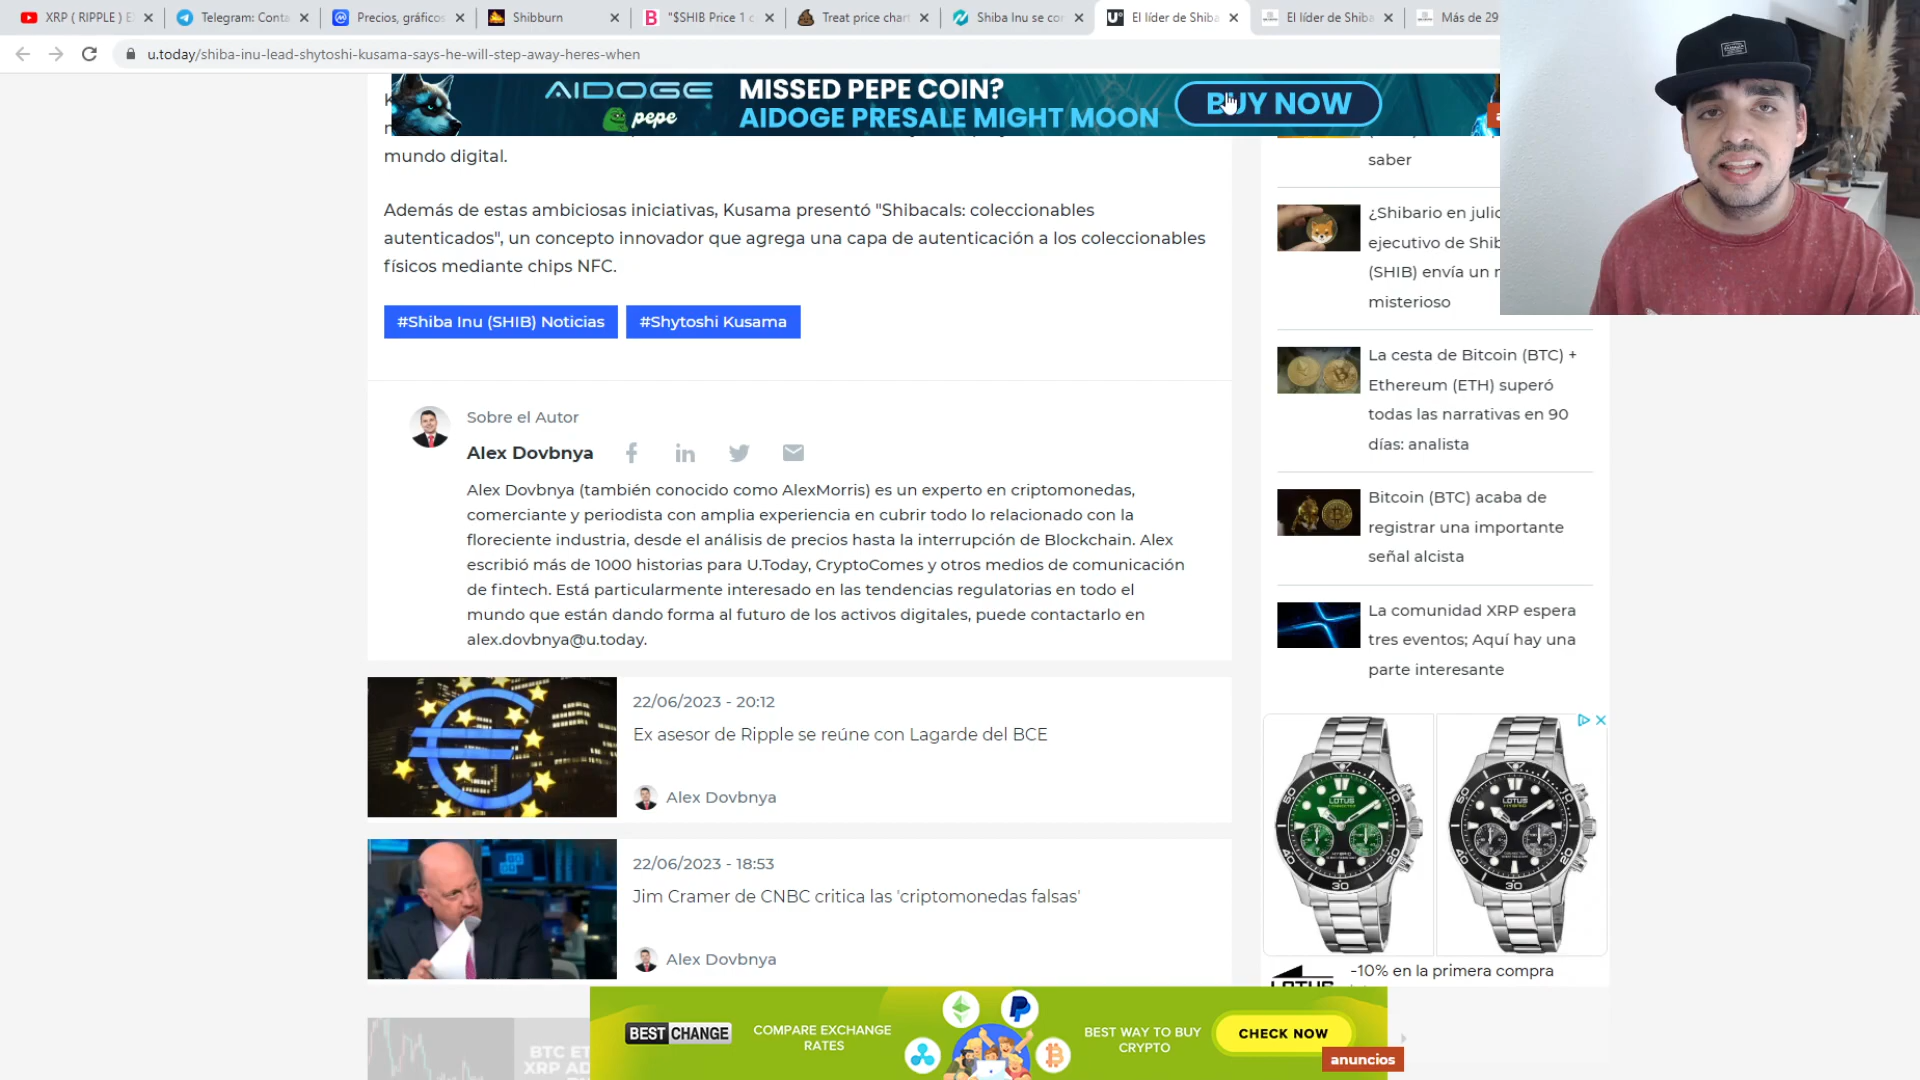 XRP ( RIPPLE ) E
Telegram: Conta
Precios, gráficos
Shibburn
"$SHIB Price 1 c
Treat price chart
Shiba Inu se con
El líder de Shiba
El líder de Shiba
Más de 29
u.today/shiba-inu-lead-shytoshi-kusama-says-he-will-step-away-heres-when
AIDOGE
pepe
MISSED PEPE COIN?
AIDOGE PRESALE MIGHT MOON
BUY NOW
mundo digital.
Además de estas ambiciosas iniciativas, Kusama presentó "Shibacals: coleccionables
autenticados", un concepto innovador que agrega una capa de autenticación a los coleccionables
físicos mediante chips NFC.
#Shiba Inu (SHIB) Noticias
#Shytoshi Kusama
Sobre el Autor
Alex Dovbnya
Alex Dovbnya (también conocido como AlexMorris) es un experto en criptomonedas,
comerciante y periodista con amplia experiencia en cubrir todo lo relacionado con la
floreciente industria, desde el análisis de precios hasta la interrupción de Blockchain. Alex
escribió más de 1000 historias para U.Today, CryptoComes y otros medios de comunicación
de fintech. Está particularmente interesado en las tendencias regulatorias en todo el
mundo que están dando forma al futuro de los activos digitales, puede contactarlo en
alex.dovbnya@u.today.
22/06/2023 - 20:12
Ex asesor de Ripple se reúne con Lagarde del BCE
Alex Dovbnya
22/06/2023 - 18:53
Jim Cramer de CNBC critica las 'criptomonedas falsas'
Alex Dovbnya
BTC ET
XRP AD
saber
¿Shibario en julio
ejecutivo de Shib
(SHIB) envía un
misterioso
La cesta de Bitcoin (BTC) +
Ethereum (ETH) superó
todas las narrativas en 90
días: analista
Bitcoin (BTC) acaba de
registrar una importante
señal alcista
La comunidad XRP espera
tres eventos; Aquí hay una
parte interesante
LOTUS
LOTUS
LOTUS
-10% en la primera compra
BEST CHANGE
COMPARE EXCHANGE
RATES
BEST WAY TO BUY
CRYPTO
CHECK NOW
anuncios